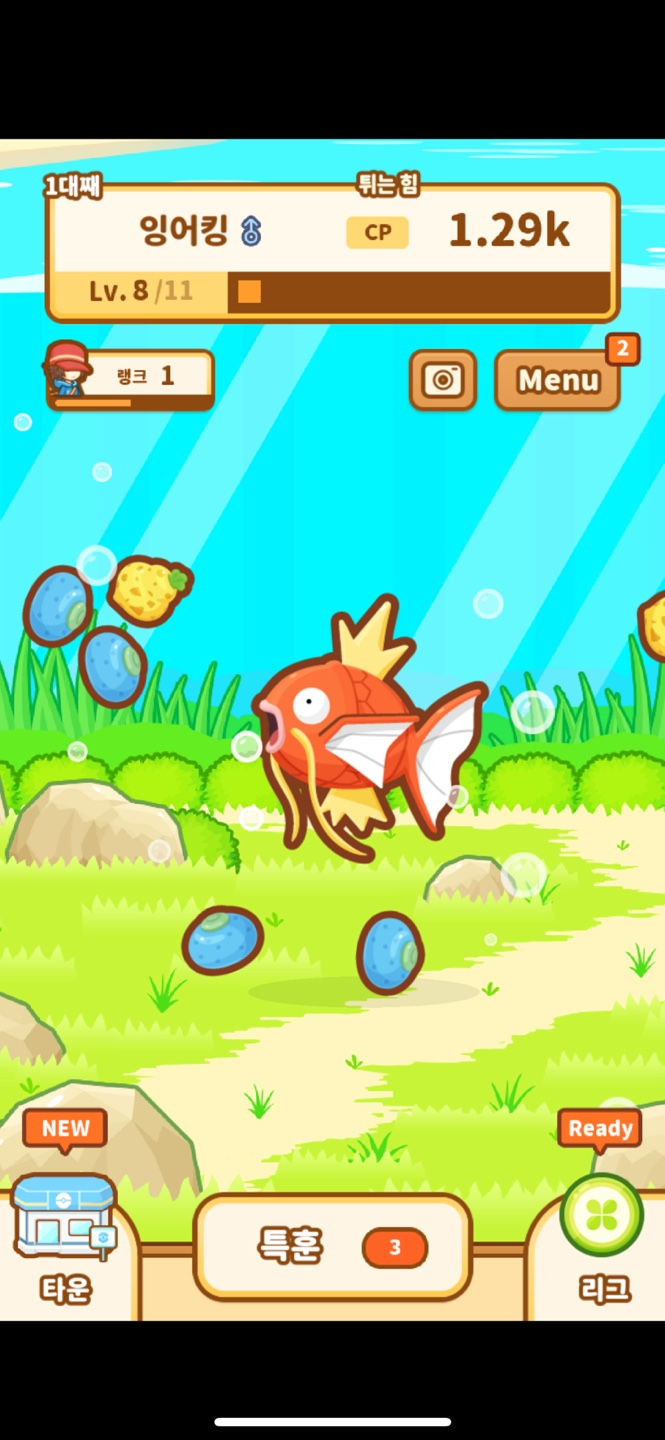 1대째
튀는 힘
잉어킹 CP 1.29k
Lv. 8 /11
랭크 1
Menu 2
NEW
Ready
타운
특훈 3
리그